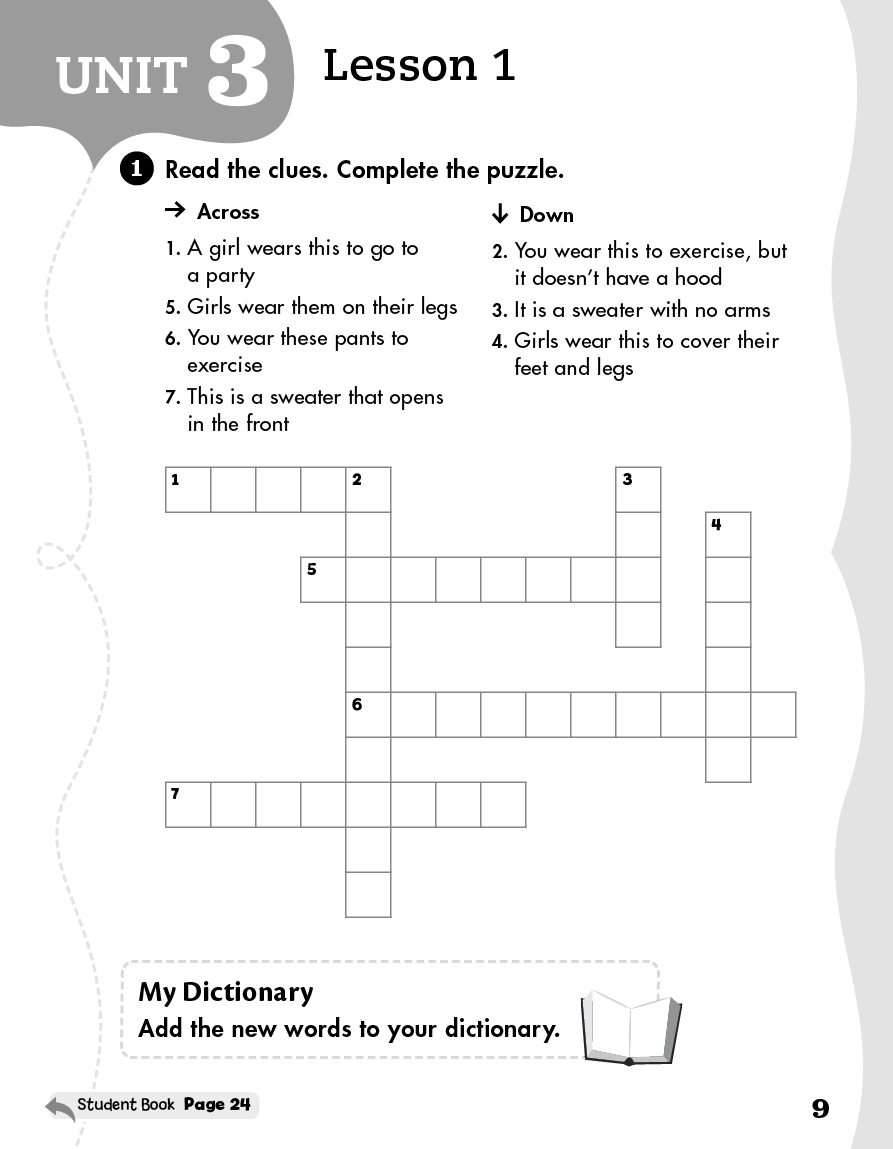 UNIT 3
Lesson 1
1 Read the clues. Complete the puzzle.
→ Across
1. A girl wears this to go to
a party
5. Girls wear them on their legs
6. You wear these pants to
exercise
7. This is a sweater that opens
in the front
↓ Down
2. You wear this to exercise, but
it doesn’t have a hood
3. It is a sweater with no arms
4. Girls wear this to cover their
feet and legs
1 2 3
4
5
6
7
My Dictionary
Add the new words to your dictionary.
Student Book Page 24
9